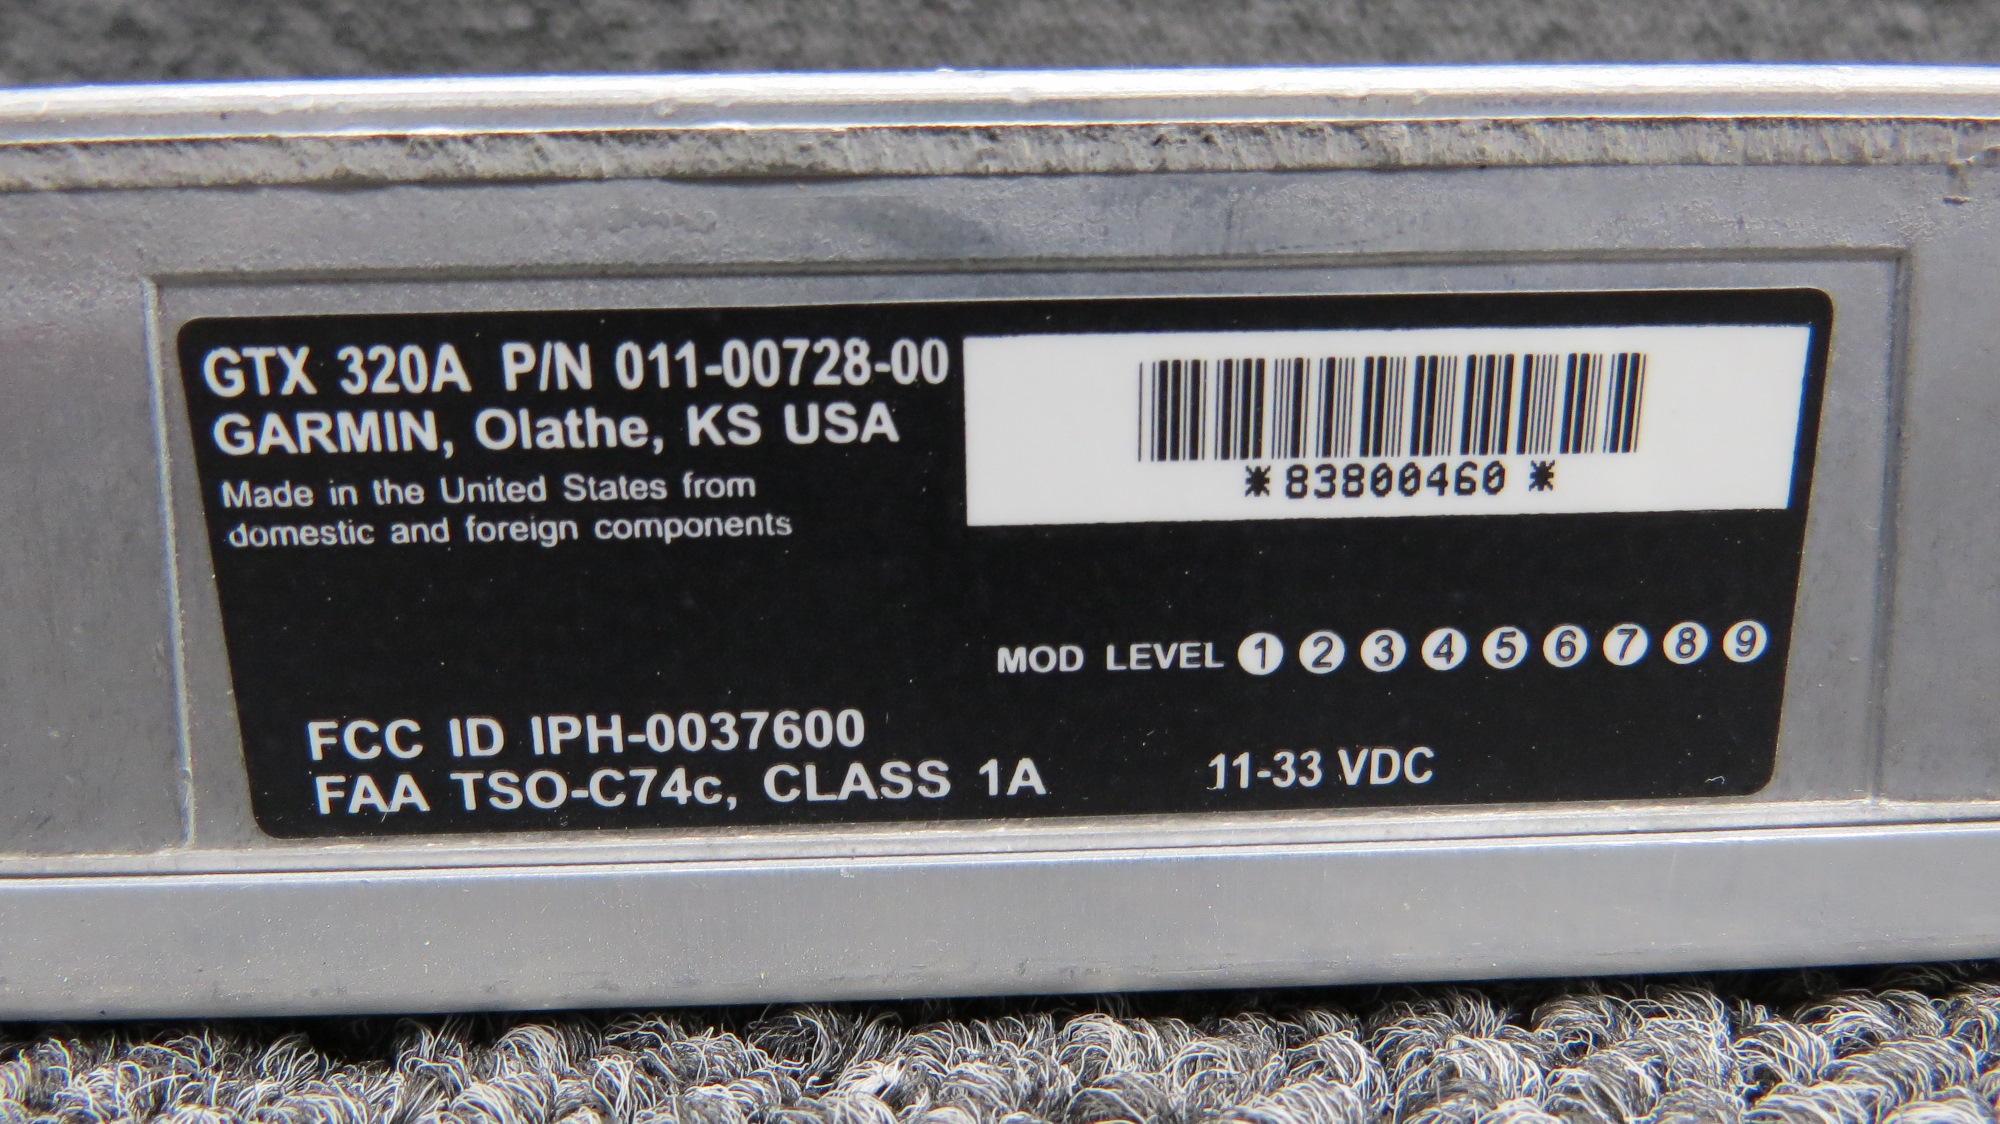 GTX 320A P/N 011-00728-00
GARMIN, Olathe, KS USA
Made in the United States from
domestic and foreign components
*83800460*
MOD LEVEL 1 2 3 4 5 6 7 8 9
FCC ID IPH-0037600
FAA TSO-C74c, CLASS 1A
11-33 VDC